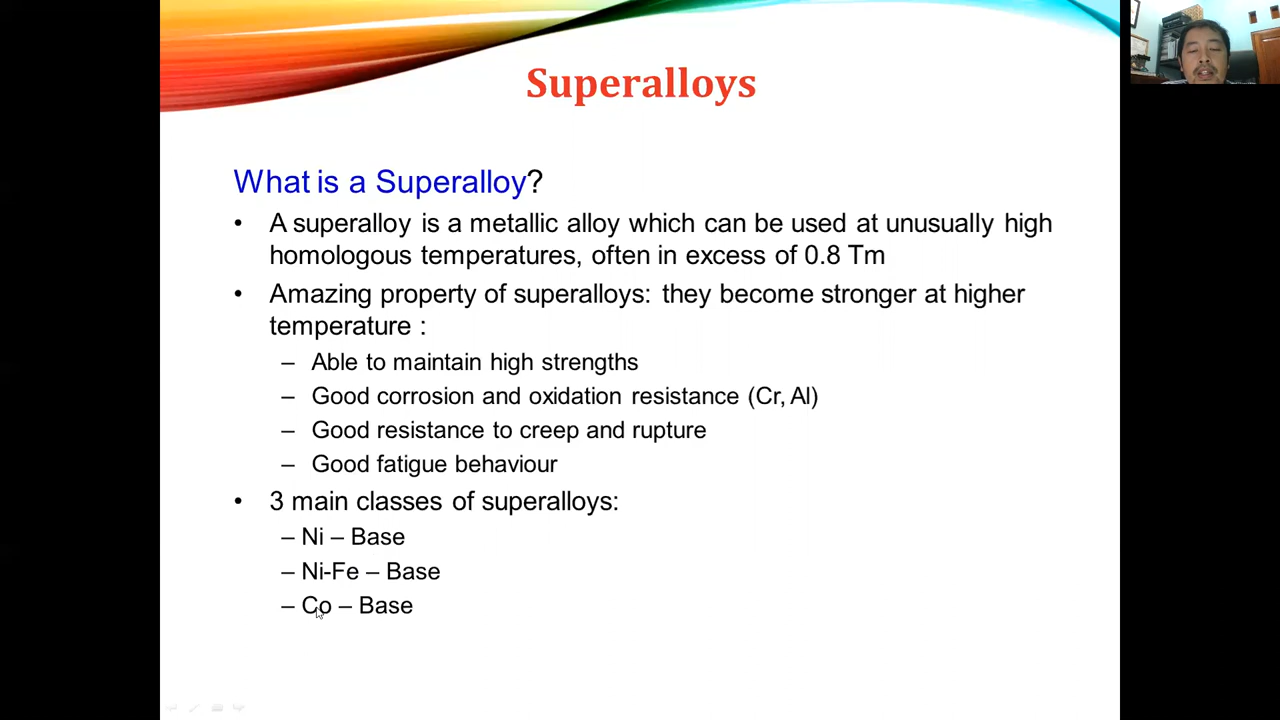 Superalloys
What is a Superalloy?
• A superalloy is a metallic alloy which can be used at unusually high
homologous temperatures, often in excess of 0.8 Tm
• Amazing property of superalloys: they become stronger at higher
temperature :
– Able to maintain high strengths
– Good corrosion and oxidation resistance (Cr, Al)
– Good resistance to creep and rupture
– Good fatigue behaviour
• 3 main classes of superalloys:
– Ni – Base
– Ni-Fe – Base
– Co – Base